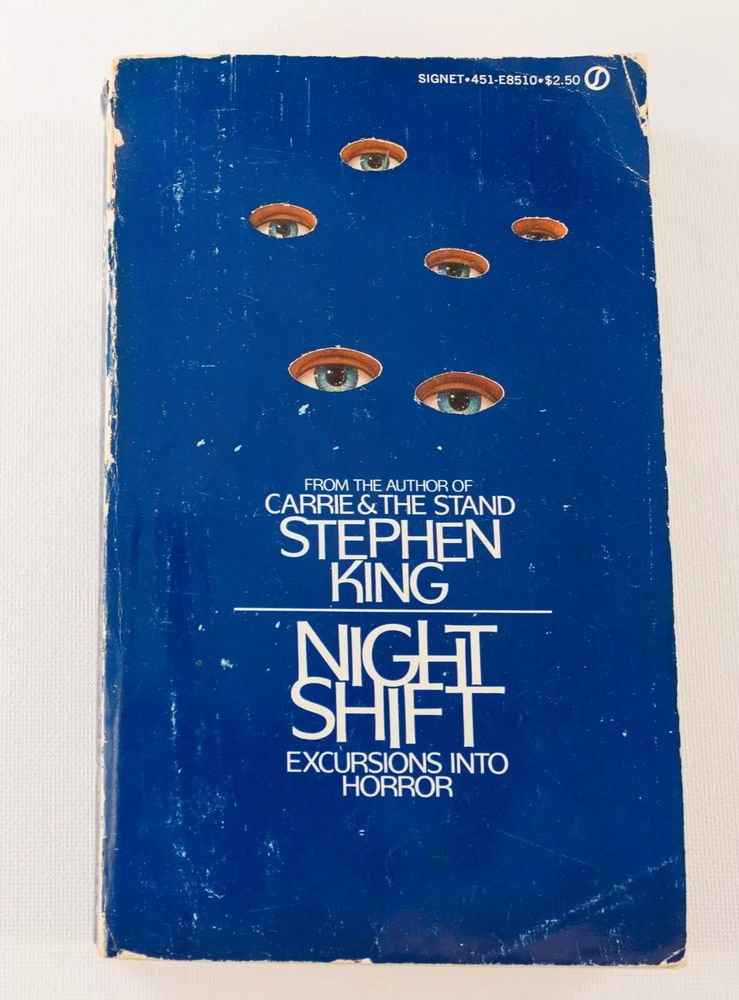 SIGNET•451-E8510•$2.50
FROM THE AUTHOR OF
CARRIE & THE STAND
STEPHEN
KING
NIGHT
SHIFT
EXCURSIONS INTO
HORROR